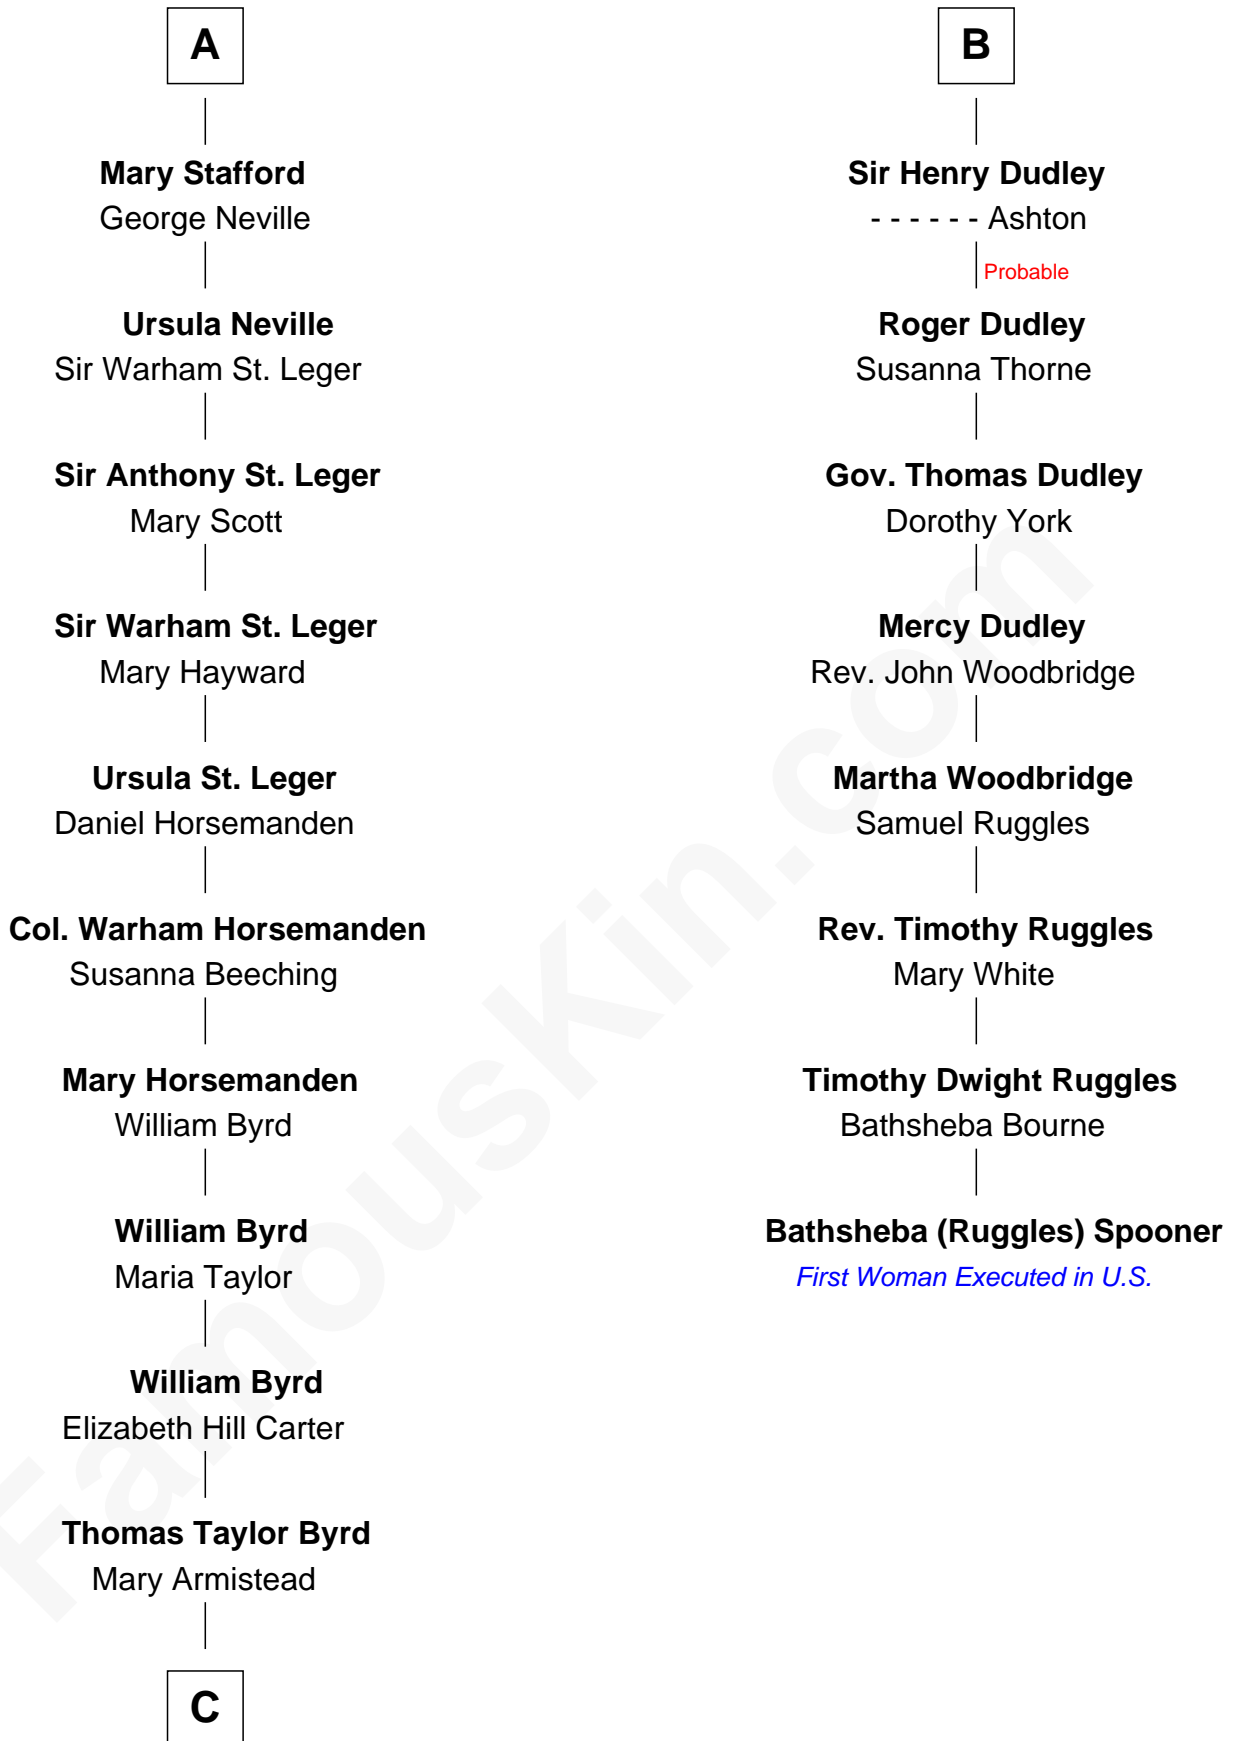 A
Mary Stafford
George Neville
Ursula Neville
Sir Warham St. Leger
Sir Anthony St. Leger
Mary Scott
Sir Warham St. Leger
Mary Hayward
Ursula St. Leger
Daniel Horsemanden
Col. Warham Horsemanden
Susanna Beeching
Mary Horsemanden
William Byrd
William Byrd
Maria Taylor
William Byrd
Elizabeth Hill Carter
Thomas Taylor Byrd
Mary Armistead
C
B
Sir Henry Dudley
- - - - - - Ashton
Probable
Roger Dudley
Susanna Thorne
Gov. Thomas Dudley
Dorothy York
Mercy Dudley
Rev. John Woodbridge
Martha Woodbridge
Samuel Ruggles
Rev. Timothy Ruggles
Mary White
Timothy Dwight Ruggles
Bathsheba Bourne
Bathsheba (Ruggles) Spooner
First Woman Executed in U.S.
FamousKin.com